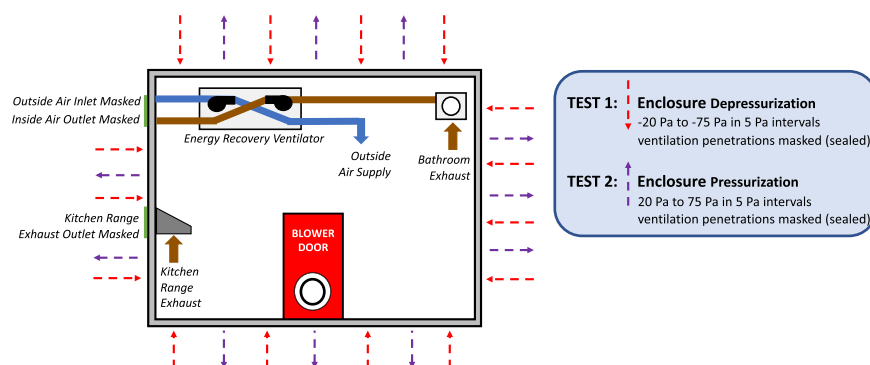 Outside Air Inlet Masked
Inside Air Outlet Masked
Energy Recovery Ventilator
Outside
Air Supply
Bathroom
Exhaust
Kitchen Range
Exhaust Outlet Masked
Kitchen
Range
Exhaust
BLOWER
DOOR
TEST 1: Enclosure Depressurization
-20 Pa to -75 Pa in 5 Pa intervals
ventilation penetrations masked (sealed)
TEST 2: Enclosure Pressurization
20 Pa to 75 Pa in 5 Pa intervals
ventilation penetrations masked (sealed)